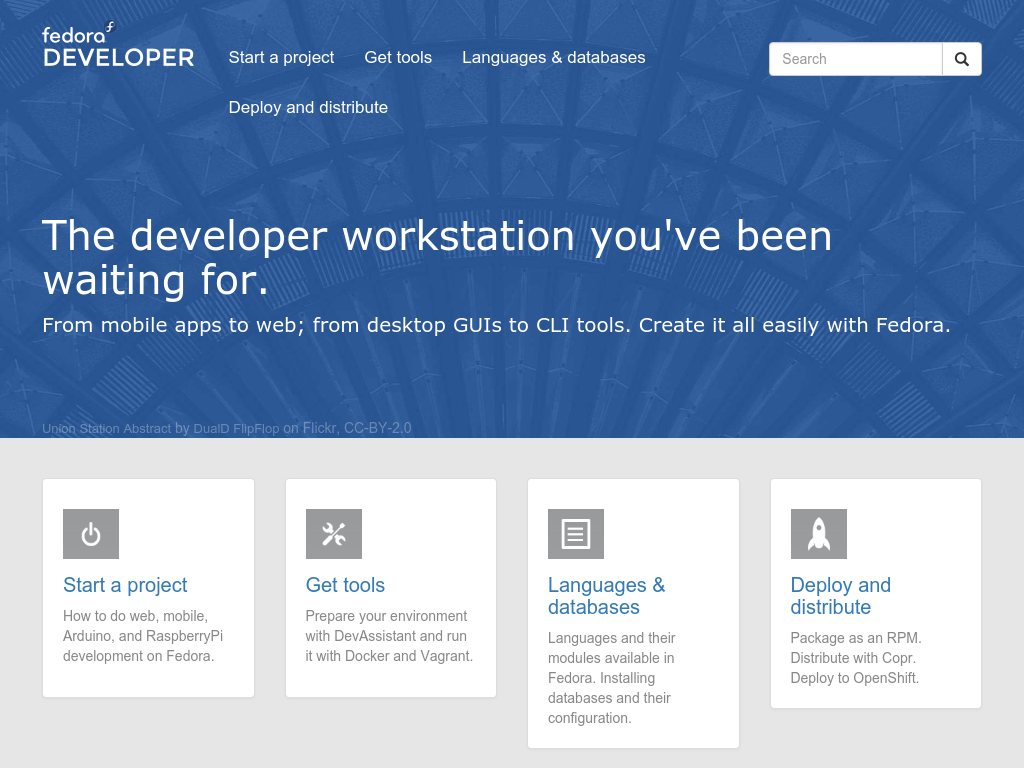 fedora
DEVELOPER
Start a project
Get tools
Languages & databases
Search
Deploy and distribute
The developer workstation you've been
waiting for.
From mobile apps to web; from desktop GUIs to CLI tools. Create it all easily with Fedora.
Union Station Abstract by DualD FlipFlop on Flickr, CC-BY-2.0
Start a project
How to do web, mobile,
Arduino, and RaspberryPi
development on Fedora.
Get tools
Prepare your environment
with DevAssistant and run
it with Docker and Vagrant.
Languages &
databases
Languages and their
modules available in
Fedora. Installing
databases and their
configuration.
Deploy and
distribute
Package as an RPM.
Distribute with Copr.
Deploy to OpenShift.